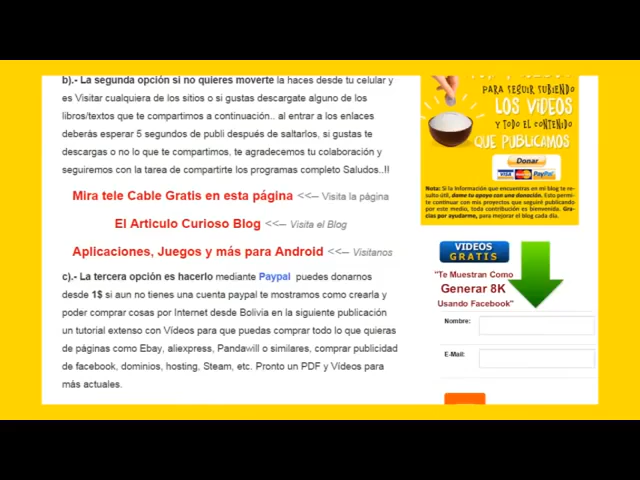 b).- La segunda opción si no quieres moverte la haces desde tu celular y
es Visitar cualquiera de los sitios o si gustas descargate alguno de los
libros/textos que te compartimos a continuación.. al entrar a los enlaces
deberás esperar 5 segundos de publi después de saltarlos, si gustas te
descargas o no lo que te compartimos, te agradecemos tu colaboración y
seguiremos con la tarea de compartirte los programas completo Saludos..!!
Mira tele Cable Gratis en esta página <<– Visita la página
El Articulo Curioso Blog <<– Visita el Blog
Aplicaciones, Juegos y más para Android <<– Visitanos
c).- La tercera opción es hacerlo mediante Paypal puedes donarnos
desde 1$ si aun no tienes una cuenta paypal te mostramos como crearla y
poder comprar cosas por Internet desde Bolivia en la siguiente publicación
un tutorial extenso con Vídeos para que puedas comprar todo lo que quieras
de páginas como Ebay, aliexpress, Pandawill o similares, comprar publicidad
de facebook, dominios, hosting, Steam, etc. Pronto un PDF y Vídeos para
más actuales.
PARA SEGUIR SUBIENDO
LOS VIDEOS
Y TODO EL CONTENIDO
QUE PUBLICAMOS
Donar
VISA
PayPal
Nota: Si la Información que encuentras en mi blog te re-
sulta útil, dame tu apoyo con una donación. Esto permi-
te continuar con mis proyectos que seguiré publicando
por este medio, toda contribución es bienvenida. Gra-
cias por ayudarme, para mejorar el blog cada día.
VIDEOS
GRATIS
"Te Muestran Como
Generar 8K
Usando Facebook"
Nombre:
E-Mail: